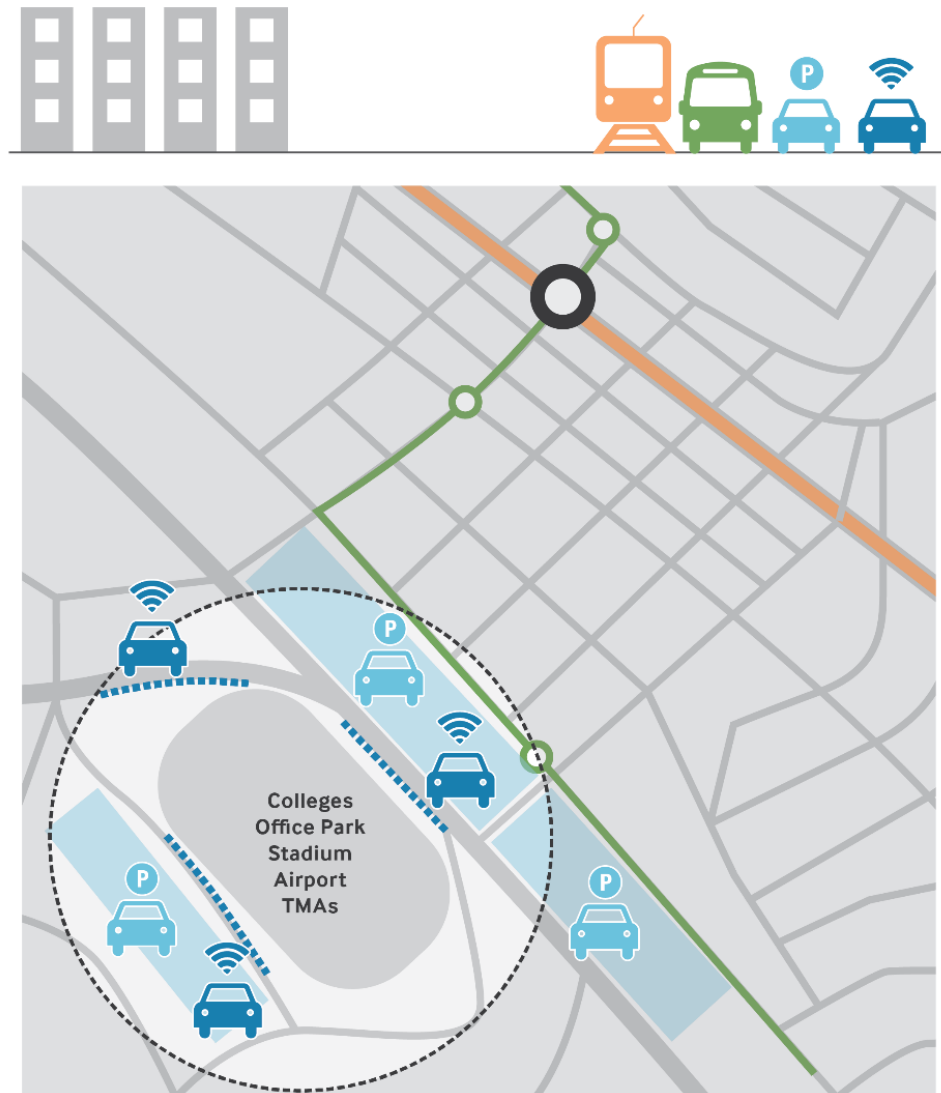 P
P
P
P
Colleges
Office Park
Stadium
Airport
TMAs